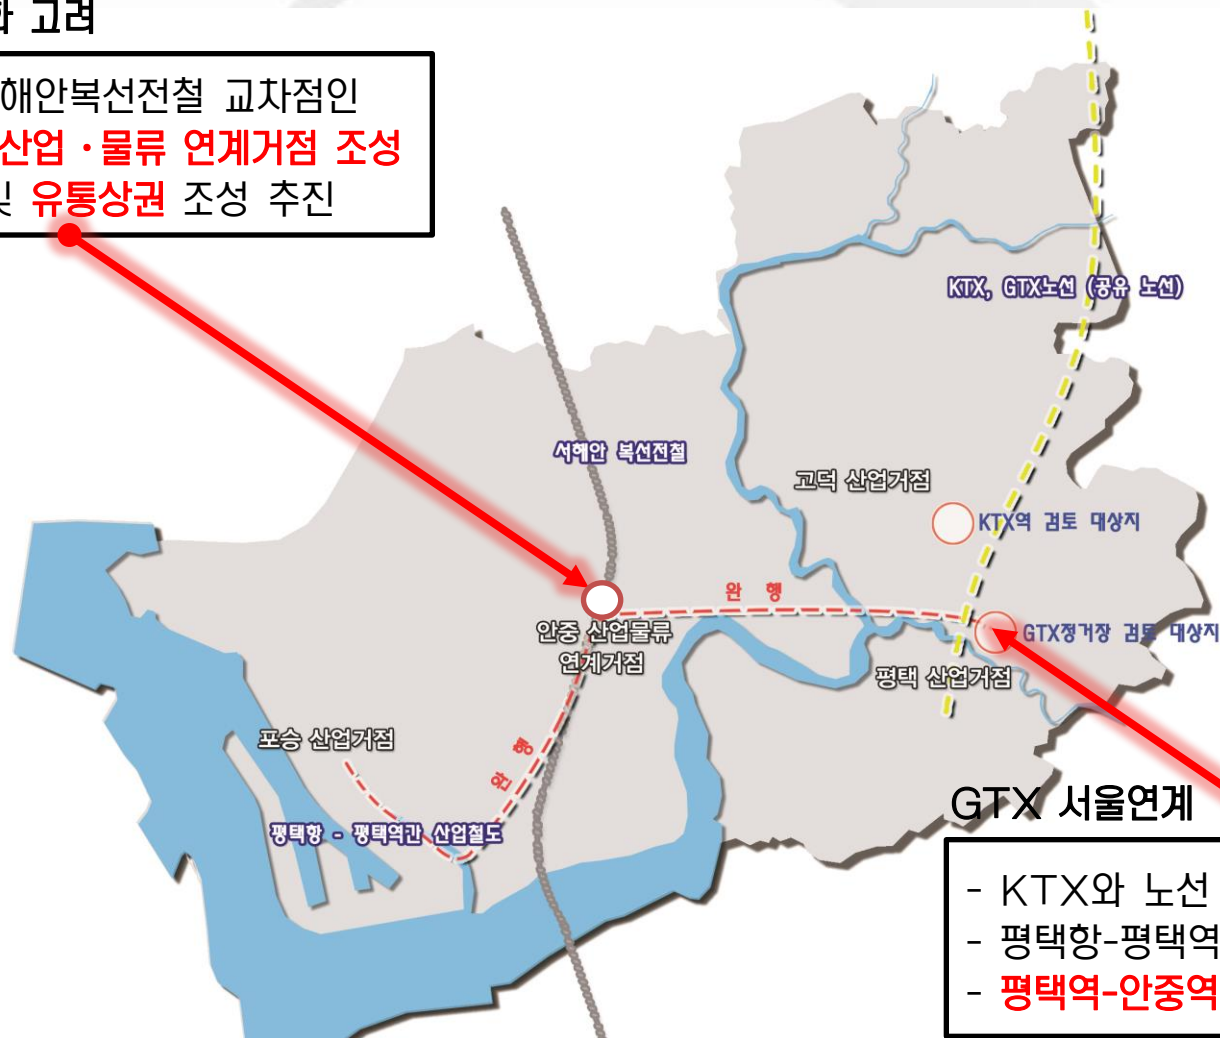 화 고려
해안복선전철 교차점인
산업·물류 연계거점 조성
및 유통상권 조성 추진
KTX, GTX노선 (공유 노선)
서해안 복선전철
고덕 산업거점
KTX역 검토 대상지
완 행
안중 산업물류
연계거점
GTX정거장 검토 대상지
평택 산업거점
포승 산업거점
완 행
평택항 - 평택역간 산업철도
GTX 서울연계
- KTX와 노선
- 평택항-평택역
- 평택역-안중역